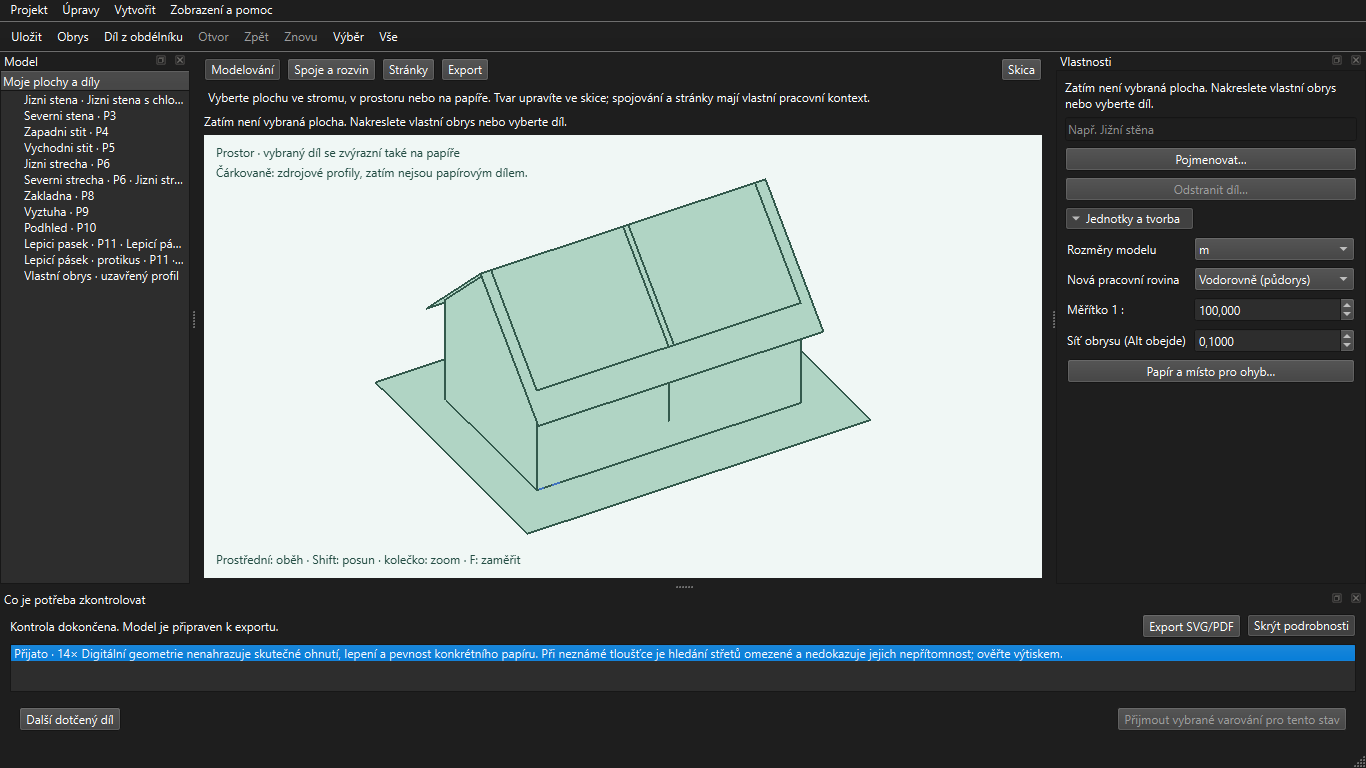 Projekt Úpravy Vytvořit Zobrazení a pomoc
Uložit Obrys Díl z obdélníku Otvor Zpět Znovu Výběr Vše
Model
Moje plochy a díly
Jizni stena · Jizni stena s chlo...
Severni stena · P3
Zapadni stit · P4
Vychodni stit · P5
Jizni strecha · P6
Severni strecha · P6 · Jizni str...
Zakladna · P8
Vyztuha · P9
Podhled · P10
Lepici pasek · P11 · Lepicí pá...
Lepicí pásek · protikus · P11 ·...
Vlastní obrys · uzavřený profil
Modelování Spoje a rozvin Stránky Export Skica
Vyberte plochu ve stromu, v prostoru nebo na papíře. Tvar upravíte ve skice; spojování a stránky mají vlastní pracovní kontext.
Zatím není vybraná plocha. Nakreslete vlastní obrys nebo vyberte díl.
Prostor · vybraný díl se zvýrazní také na papíře
Čárkovaně: zdrojové profily, zatím nejsou papírovým dílem.
Prostřední: oběh · Shift: posun · kolečko: zoom · F: zaměřit
Vlastnosti
Zatím není vybraná plocha. Nakreslete vlastní obrys
nebo vyberte díl.
Např. Jižní stěna
Pojmenovat...
Odstranit díl...
Jednotky a tvorba
Rozměry modelu m
Nová pracovní rovina Vodorovně (půdorys)
Měřítko 1 : 100,000
Síť obrysu (Alt obejde) 0,1000
Papír a místo pro ohyb...
Co je potřeba zkontrolovat
Kontrola dokončena. Model je připraven k exportu.
Export SVG/PDF Skrýt podrobnosti
Přijato · 14× Digitální geometrie nenahrazuje skutečné ohnutí, lepení a pevnost konkrétního papíru. Při neznámé tloušťce je hledání střetů omezené a nedokazuje jejich nepřítomnost; ověřte výtiskem.
Další dotčený díl
Přijmout vybrané varování pro tento stav